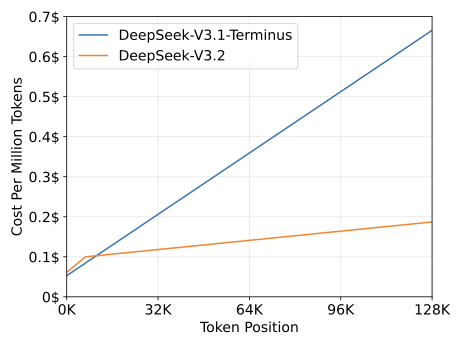 0.7$
0.6$
0.5$
0.4$
0.3$
0.2$
0.1$
0$
Cost Per Million Tokens
DeepSeek-V3.1-Terminus
DeepSeek-V3.2
0K 32K 64K 96K 128K
Token Position